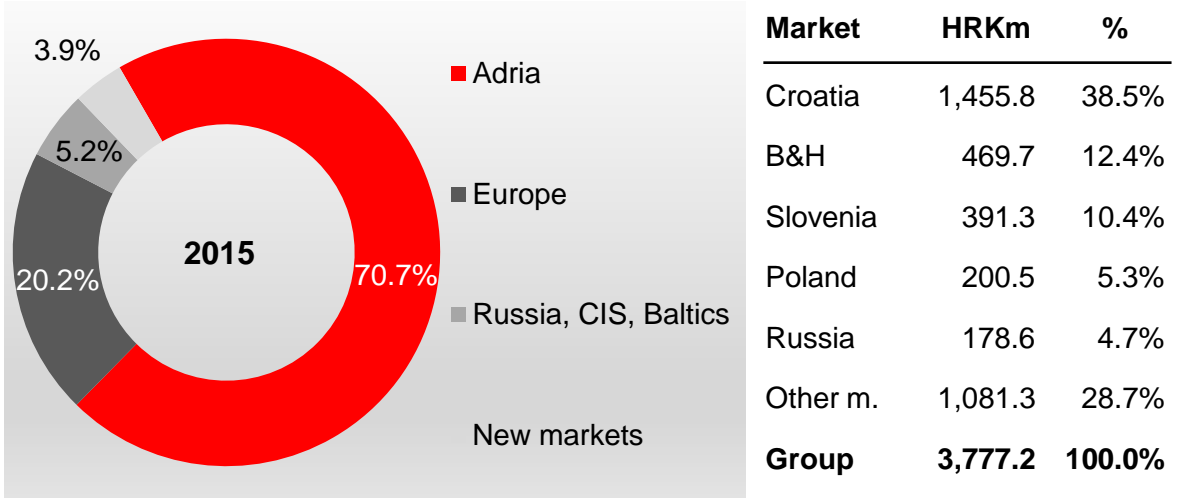 3.9%
5.2%
20.2%
70.7%
2015
Adria
Europe
Russia, CIS, Baltics
New markets
Market HRKm %
Croatia 1,455.8 38.5%
B&H 469.7 12.4%
Slovenia 391.3 10.4%
Poland 200.5 5.3%
Russia 178.6 4.7%
Other m. 1,081.3 28.7%
Group 3,777.2 100.0%